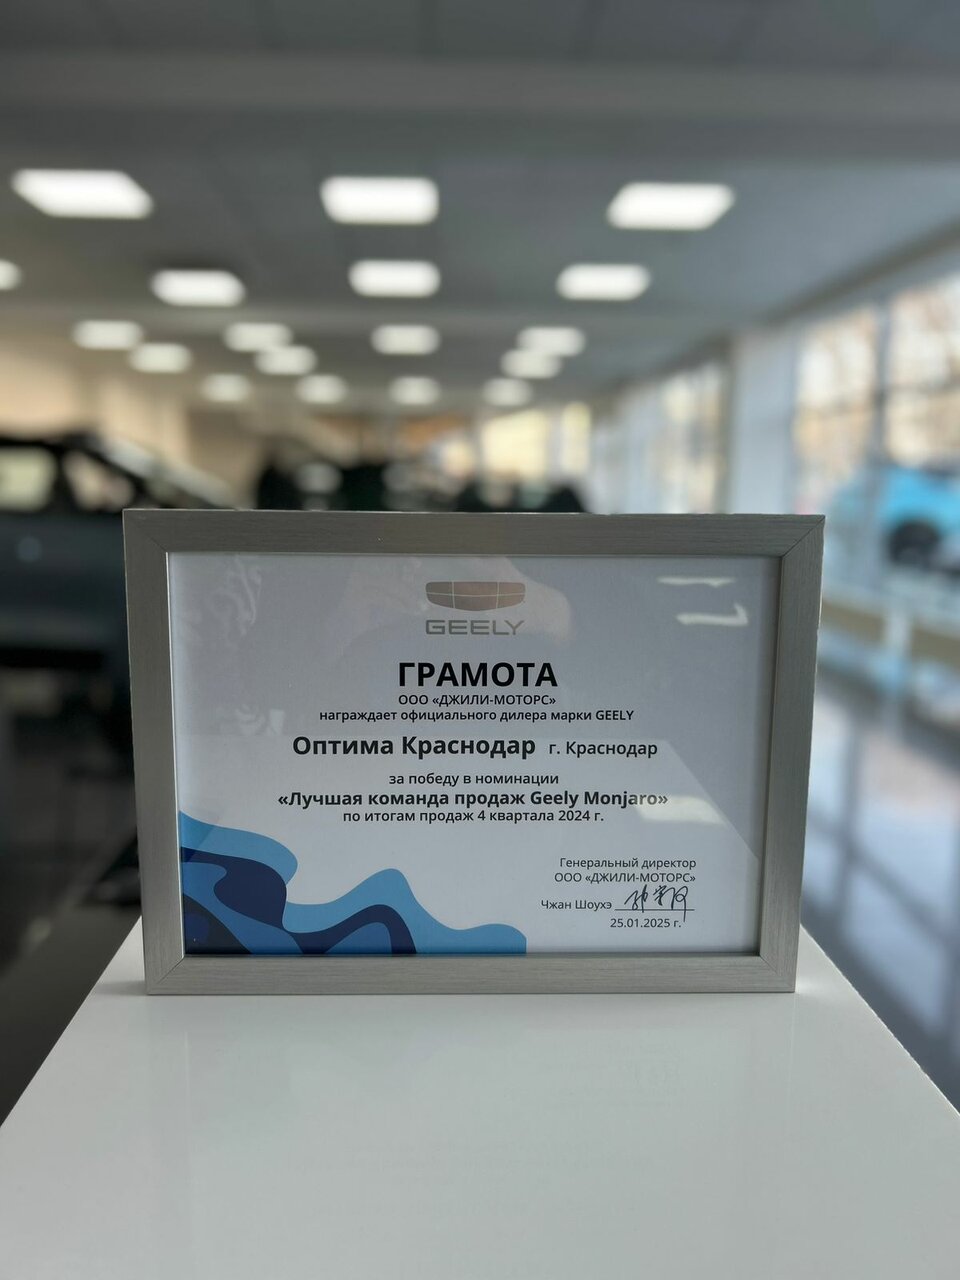 GEELY
ГРАМОТА
ООО «ДЖИЛИ-МОТОРС»
награждает официального дилера марки GEELY
Оптима Краснодар г. Краснодар
за победу в номинации
«Лучшая команда продаж Geely Monjaro»
по итогам продаж 4 квартала 2024 г.
Генеральный директор
ООО «ДЖИЛИ-МОТОРС»
Чжан Шоухэ
25.01.2025 г.